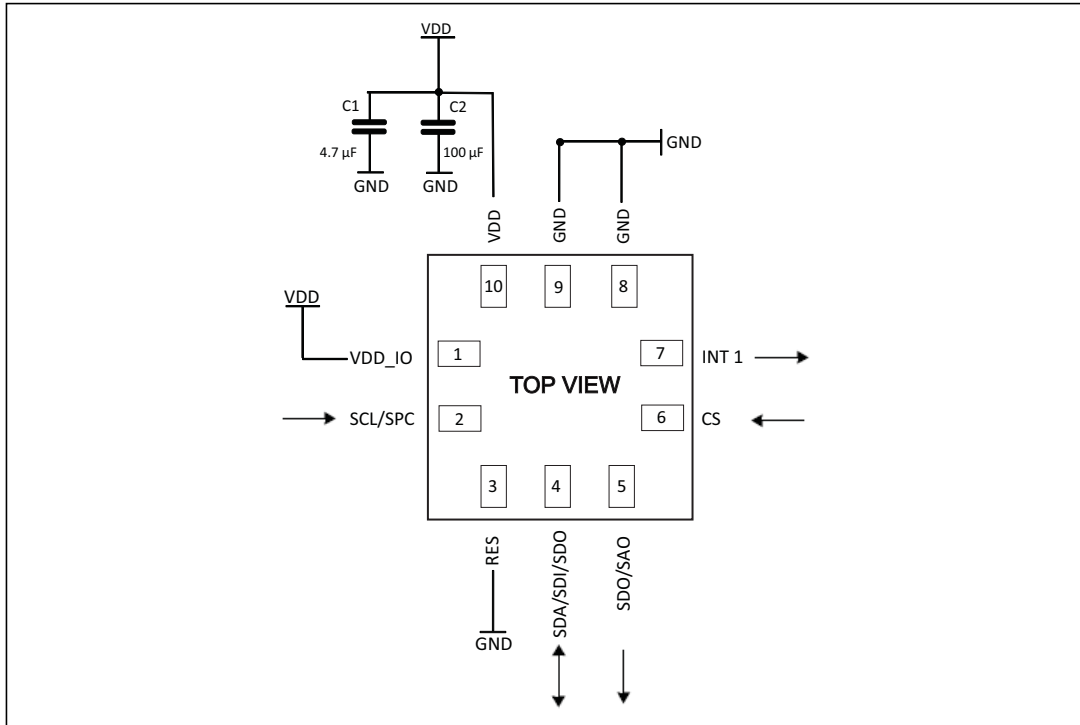 VDD
C1
C2
4.7 µF
100 µF
GND
GND
GND
VDD
GND
GND
10
9
8
VDD
VDD_IO
1
7
INT 1
TOP VIEW
SCL/SPC
2
6
CS
3
4
5
RES
SDA/SDI/SDO
SDO/SAO
GND